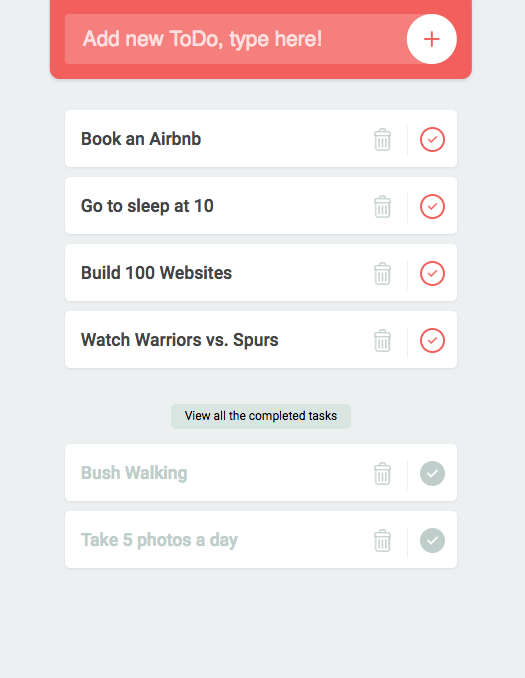 Add new ToDo, type here!
Book an Airbnb
Go to sleep at 10
Build 100 Websites
Watch Warriors vs. Spurs
View all the completed tasks
Bush Walking
Take 5 photos a day